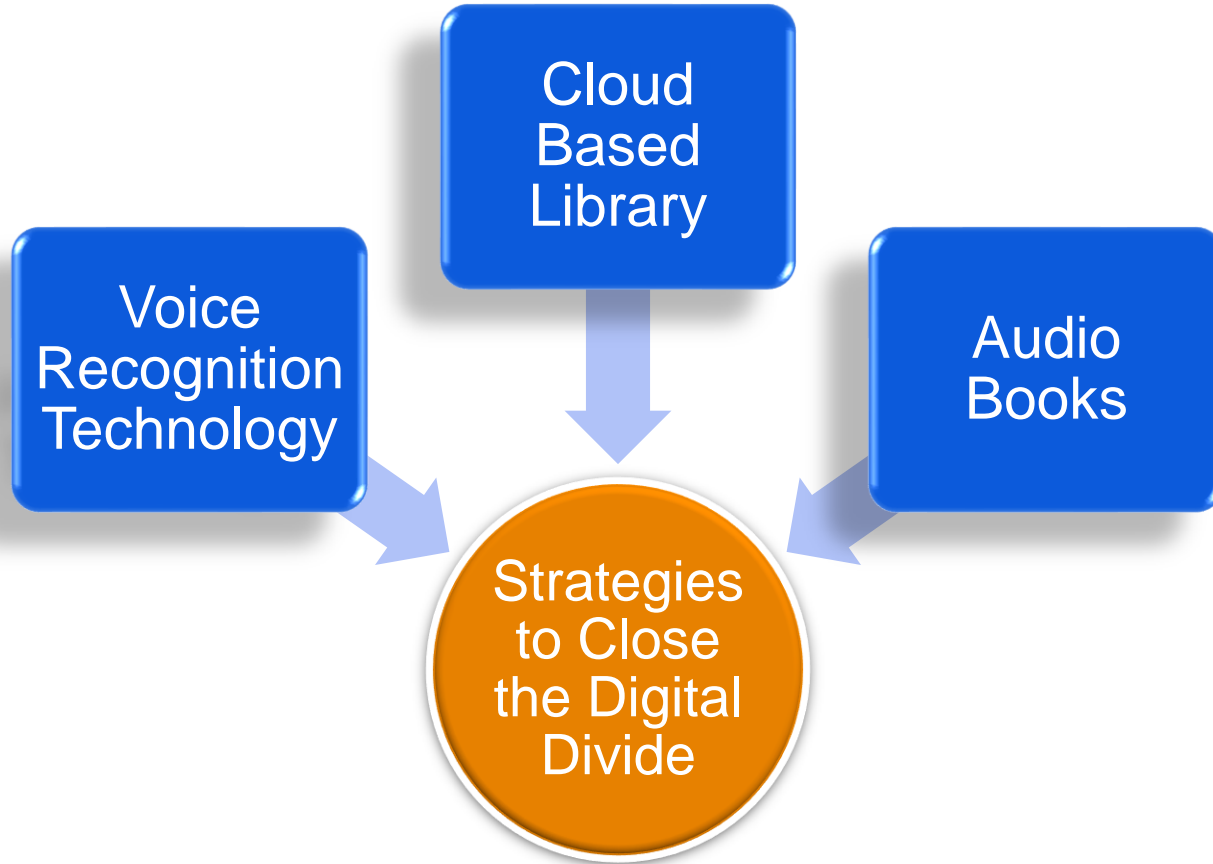 Cloud
Based
Library
Voice
Recognition
Technology
Audio
Books
Strategies
to Close
the Digital
Divide